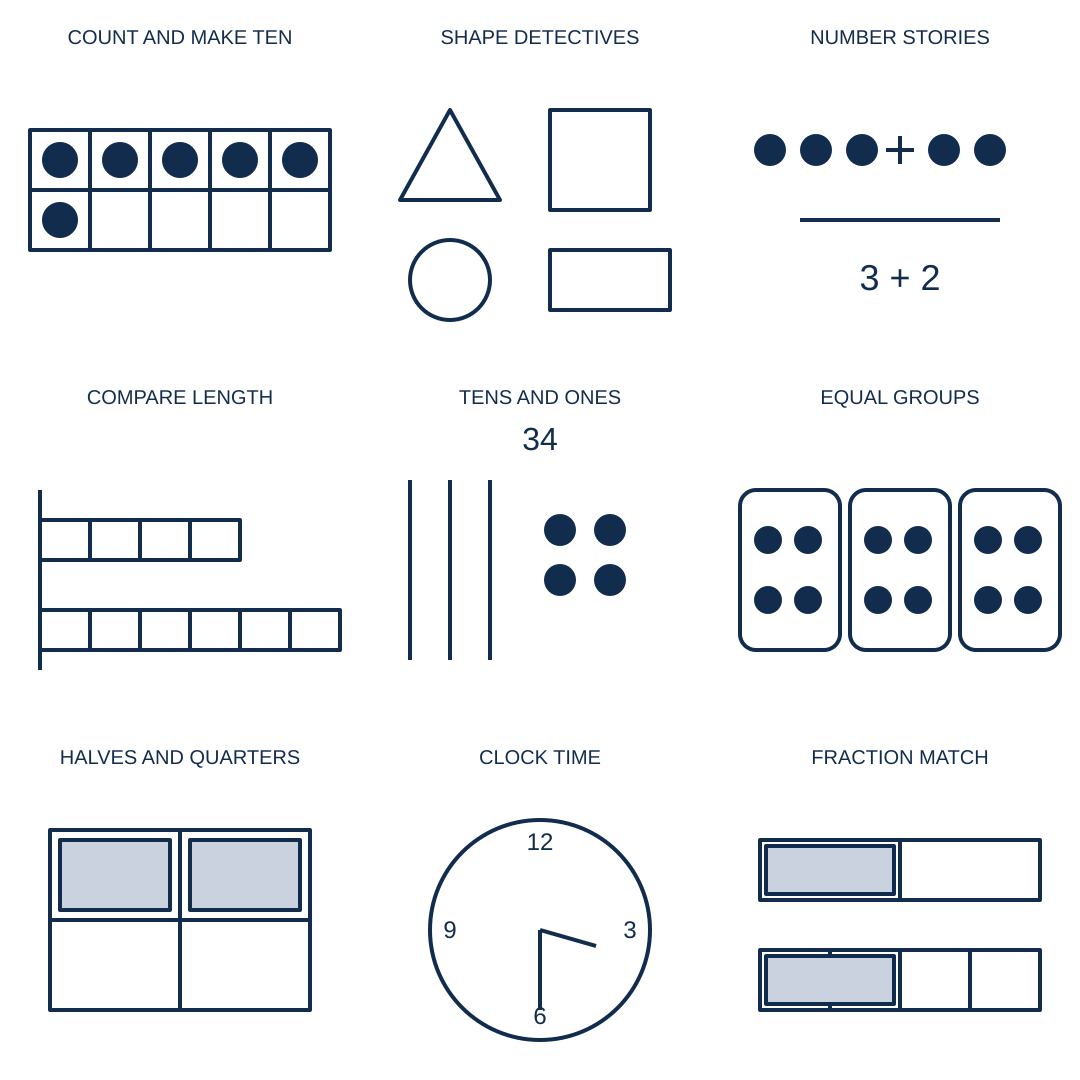 COUNT AND MAKE TEN
SHAPE DETECTIVES
NUMBER STORIES
3 + 2
COMPARE LENGTH
TENS AND ONES
34
EQUAL GROUPS
HALVES AND QUARTERS
CLOCK TIME
12
9
3
6
FRACTION MATCH